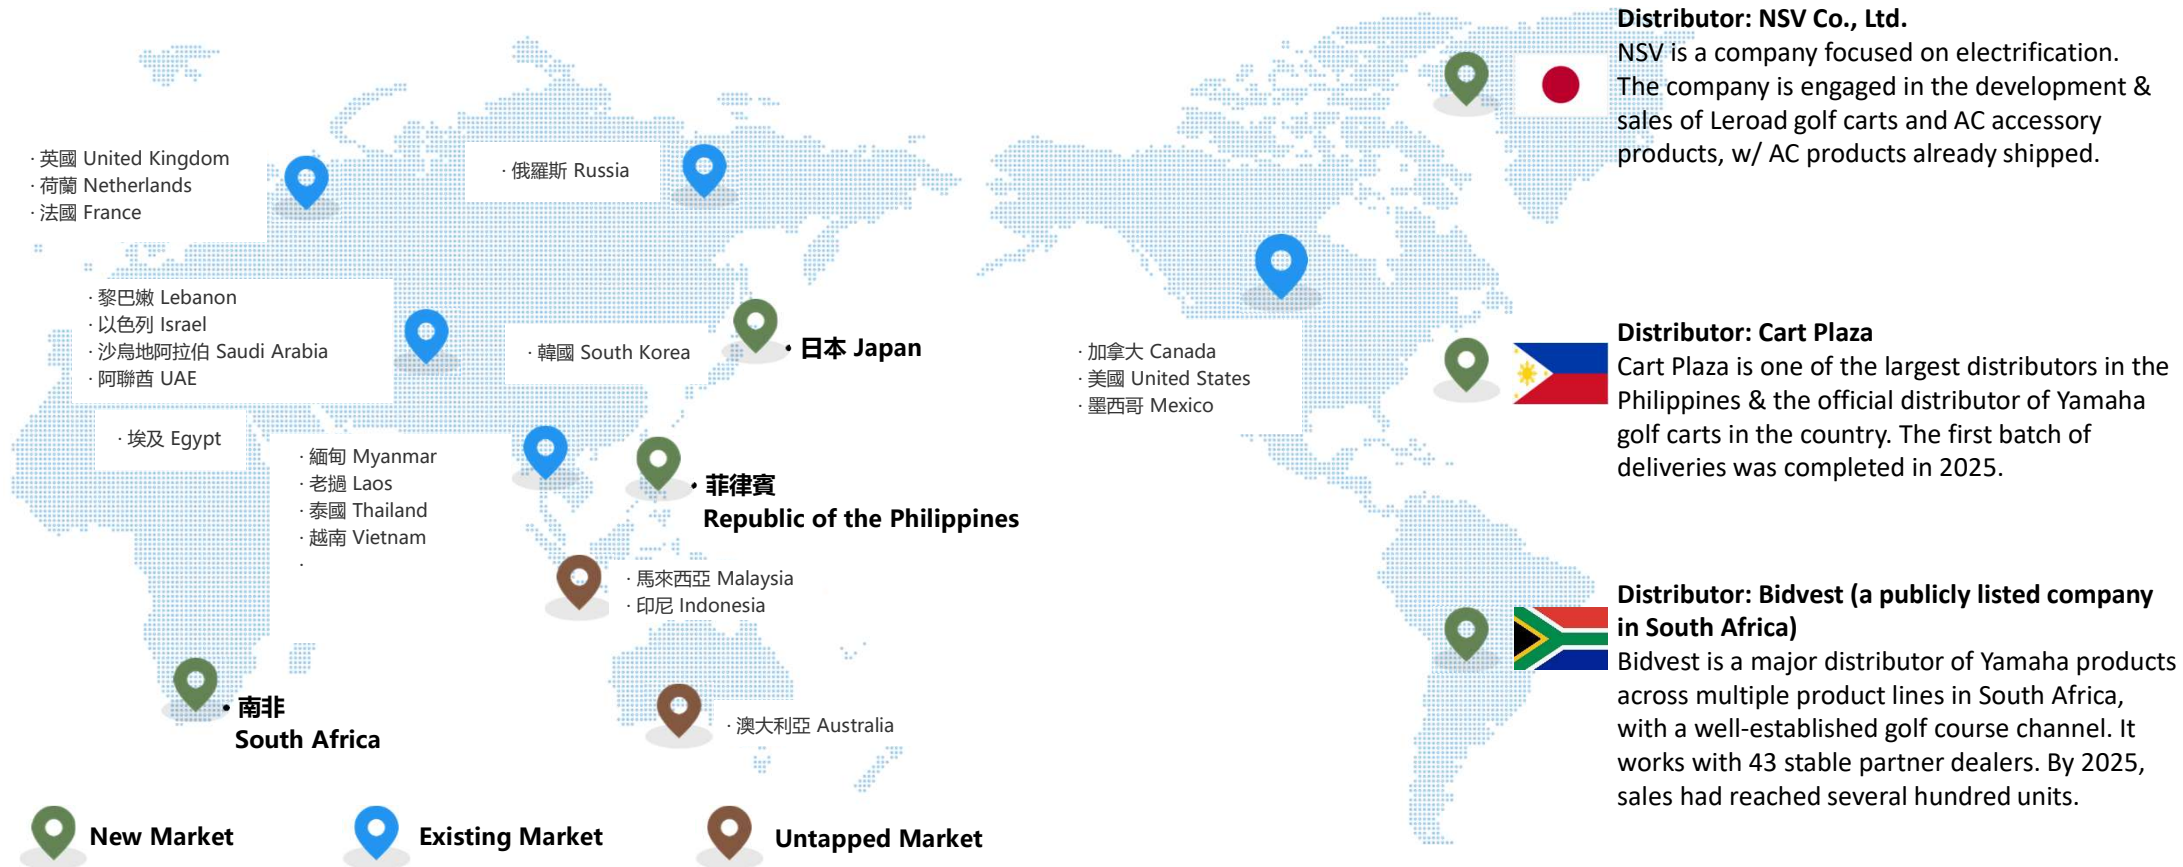 · 英國 United Kingdom
· 荷蘭 Netherlands
· 法國 France
· 俄羅斯 Russia
· 黎巴嫩 Lebanon
· 以色列 Israel
· 沙烏地阿拉伯 Saudi Arabia
· 阿聯酋 UAE
· 韓國 South Korea
· 日本 Japan
· 埃及 Egypt
· 緬甸 Myanmar
· 老撾 Laos
· 泰國 Thailand
· 越南 Vietnam
·
· 菲律賓
Republic of the Philippines
· 馬來西亞 Malaysia
· 印尼 Indonesia
· 南非
South Africa
· 澳大利亞 Australia
· 加拿大 Canada
· 美國 United States
· 墨西哥 Mexico
Distributor: NSV Co., Ltd.
NSV is a company focused on electrification.
The company is engaged in the development &
sales of Leroad golf carts and AC accessory
products, w/ AC products already shipped.
Distributor: Cart Plaza
Cart Plaza is one of the largest distributors in the
Philippines & the official distributor of Yamaha
golf carts in the country. The first batch of
deliveries was completed in 2025.
Distributor: Bidvest (a publicly listed company
in South Africa)
Bidvest is a major distributor of Yamaha products
across multiple product lines in South Africa,
with a well-established golf course channel. It
works with 43 stable partner dealers. By 2025,
sales had reached several hundred units.
New Market
Existing Market
Untapped Market